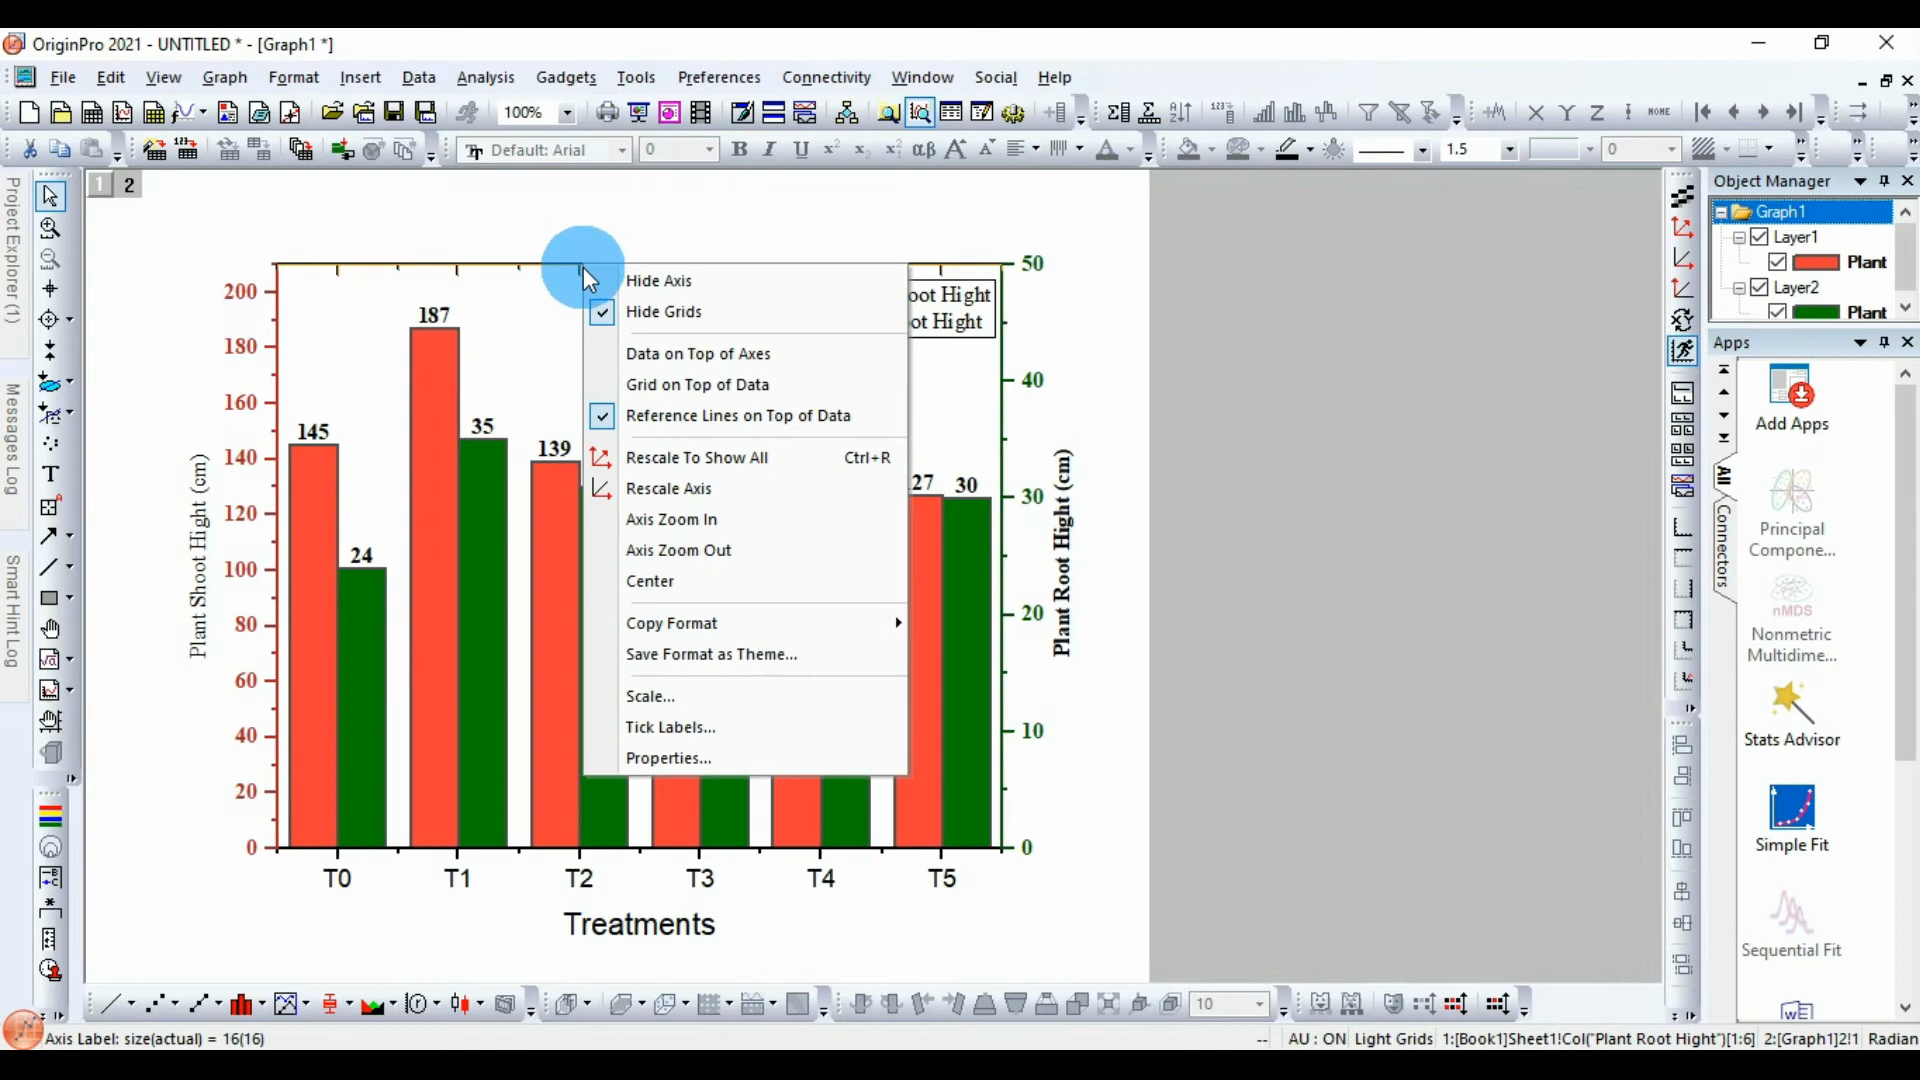 OriginPro 2021 - UNTITLED * - [Graph1 *]
File Edit View Graph Format Insert Data Analysis Gadgets Tools Preferences Connectivity Window Social Help
100%
HOME
Default: Arial 0 B I U αβ 1.5 0
Project Explorer (1)
Messages Log
Smart Hint Log
1 2
Object Manager
Graph1
Layer1
Plant
Layer2
Plant
Apps
Add Apps
All
Connectors
Principal
Compone...
nMDS
Nonmetric
Multidime...
Stats Advisor
Simple Fit
Sequential Fit
Hide Axis
Hide Grids
Data on Top of Axes
Grid on Top of Data
Reference Lines on Top of Data
Rescale To Show All Ctrl+R
Rescale Axis
Axis Zoom In
Axis Zoom Out
Center
Copy Format
Save Format as Theme...
Scale...
Tick Labels...
Properties...
oot Hight
ot Hight
Plant Shoot Hight (cm)
200
180
160
140
120
100
80
60
40
20
0
145
24
187
35
139
27
30
50
40
30
20
10
0
Plant Root Hight (cm)
T0 T1 T2 T3 T4 T5
Treatments
10
Axis Label: size(actual) = 16(16)
-- AU : ON Light Grids 1:[Book1]Sheet1!Col("Plant Root Hight")[1:6] 2:[Graph1]2!1 Radian